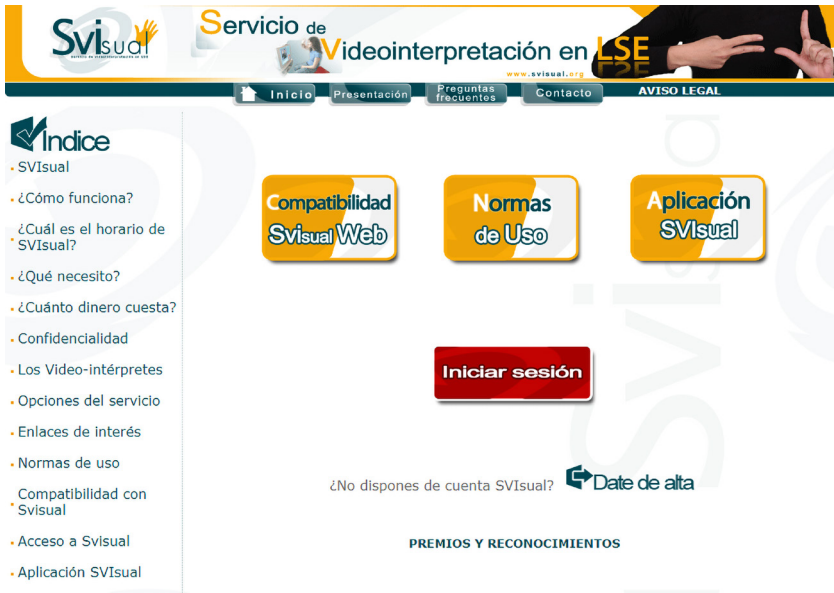 SVIsual
Servicio de
Videointerpretación en LSE
www.svisual.org
Inicio
Presentación
Preguntas
frecuentes
Contacto
AVISO LEGAL
Índice
SVIsual
¿Cómo funciona?
¿Cuál es el horario de
SVIsual?
¿Qué necesito?
¿Cuánto dinero cuesta?
Confidencialidad
Los Video-intérpretes
Opciones del servicio
Enlaces de interés
Normas de uso
Compatibilidad con
Svisual
Acceso a Svisual
Aplicación SVIsual
Compatibilidad
Svisual Web
Normas
de Uso
Aplicación
SVIsual
Iniciar sesión
¿No dispones de cuenta SVIsual?
Date de alta
PREMIOS Y RECONOCIMIENTOS